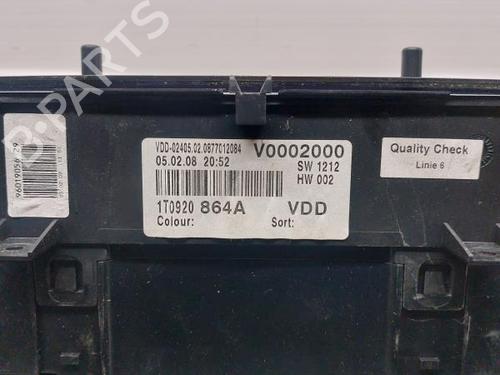 VDD-02405.02.0877012084 V0002000
05.02.08 20:52 SW 1212
HW 002
1T0920 864A VDD
Colour: Sort:
Quality Check
Linie 6
B-PARTS